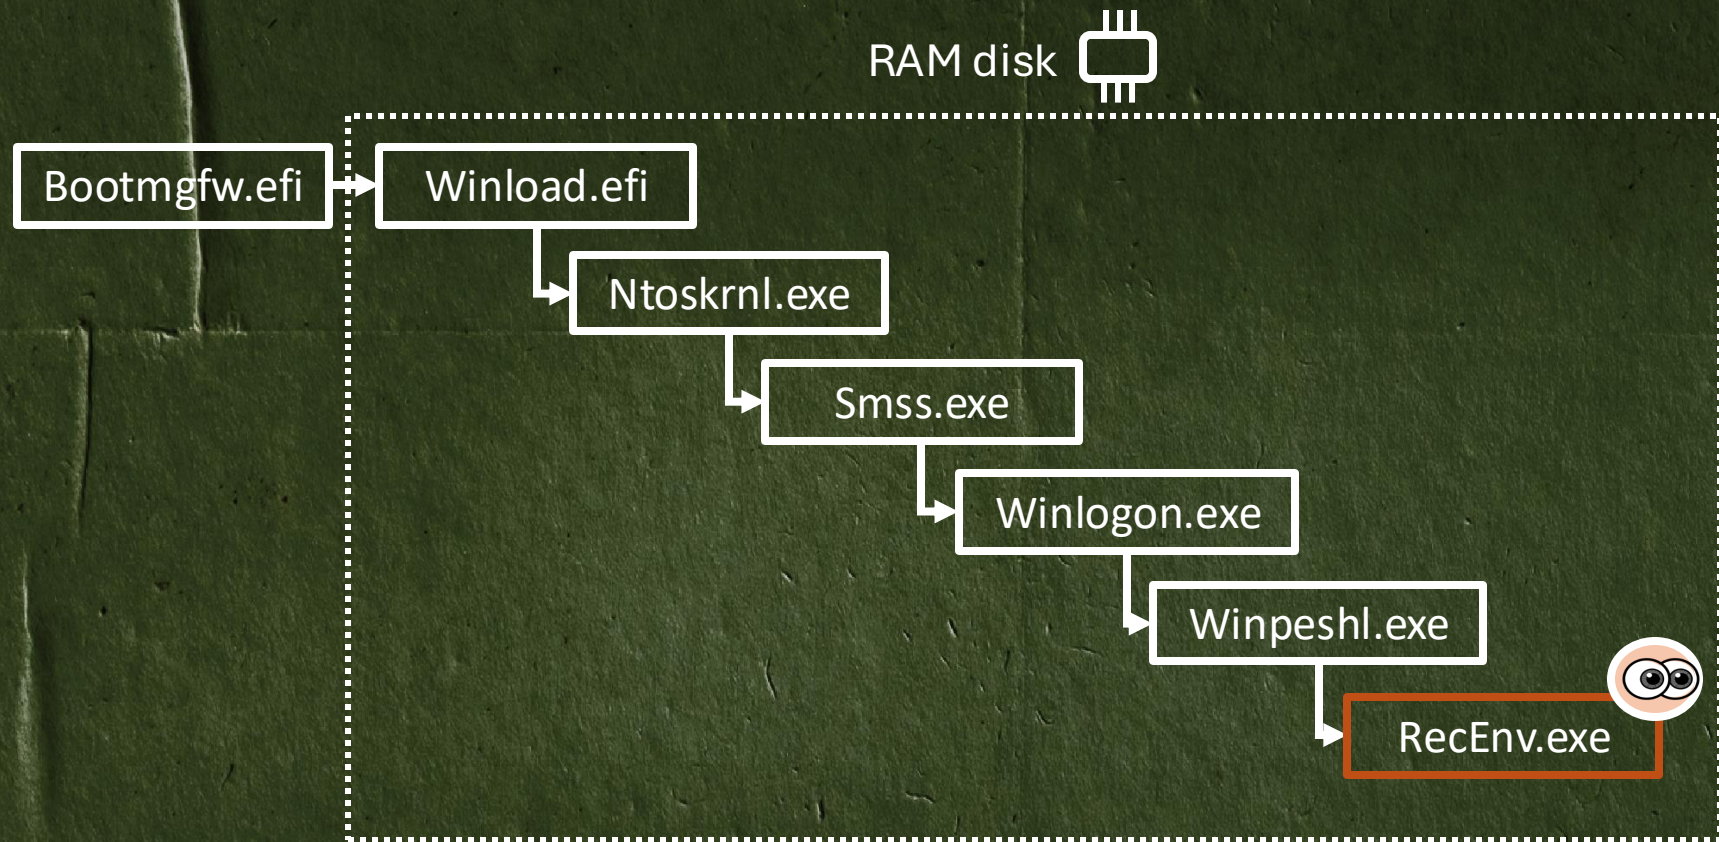 RAM disk
Bootmgfw.efi
Winload.efi
Ntoskrnl.exe
Smss.exe
Winlogon.exe
Winpeshl.exe
RecEnv.exe